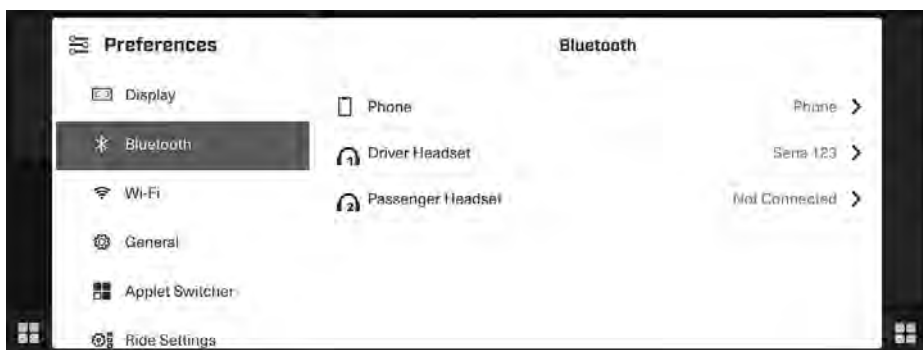 Preferences
Bluetooth
Display
Bluetooth
Wi-Fi
General
Applet Switcher
Ride Settings
Phone Phone
Driver Headset Sena 123
Passenger Headset Not Connected